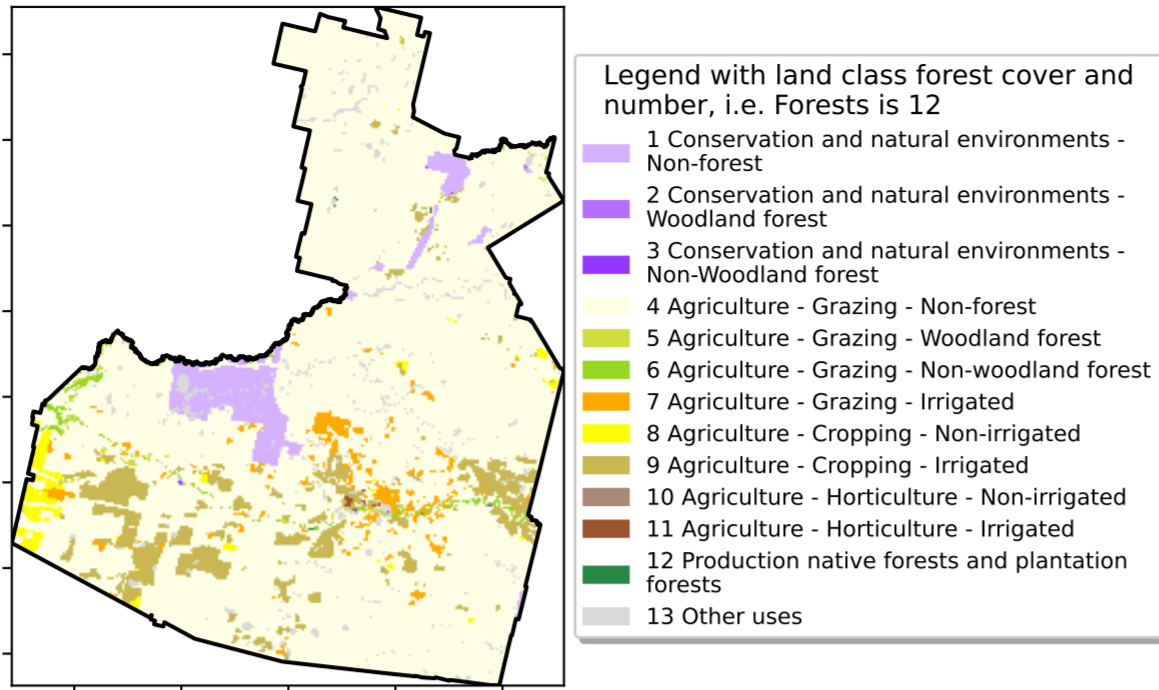 Legend with land class forest cover and
number, i.e. Forests is 12
1 Conservation and natural environments -
Non-forest
2 Conservation and natural environments -
Woodland forest
3 Conservation and natural environments -
Non-Woodland forest
4 Agriculture - Grazing - Non-forest
5 Agriculture - Grazing - Woodland forest
6 Agriculture - Grazing - Non-woodland forest
7 Agriculture - Grazing - Irrigated
8 Agriculture - Cropping - Non-irrigated
9 Agriculture - Cropping - Irrigated
10 Agriculture - Horticulture - Non-irrigated
11 Agriculture - Horticulture - Irrigated
12 Production native forests and plantation
forests
13 Other uses